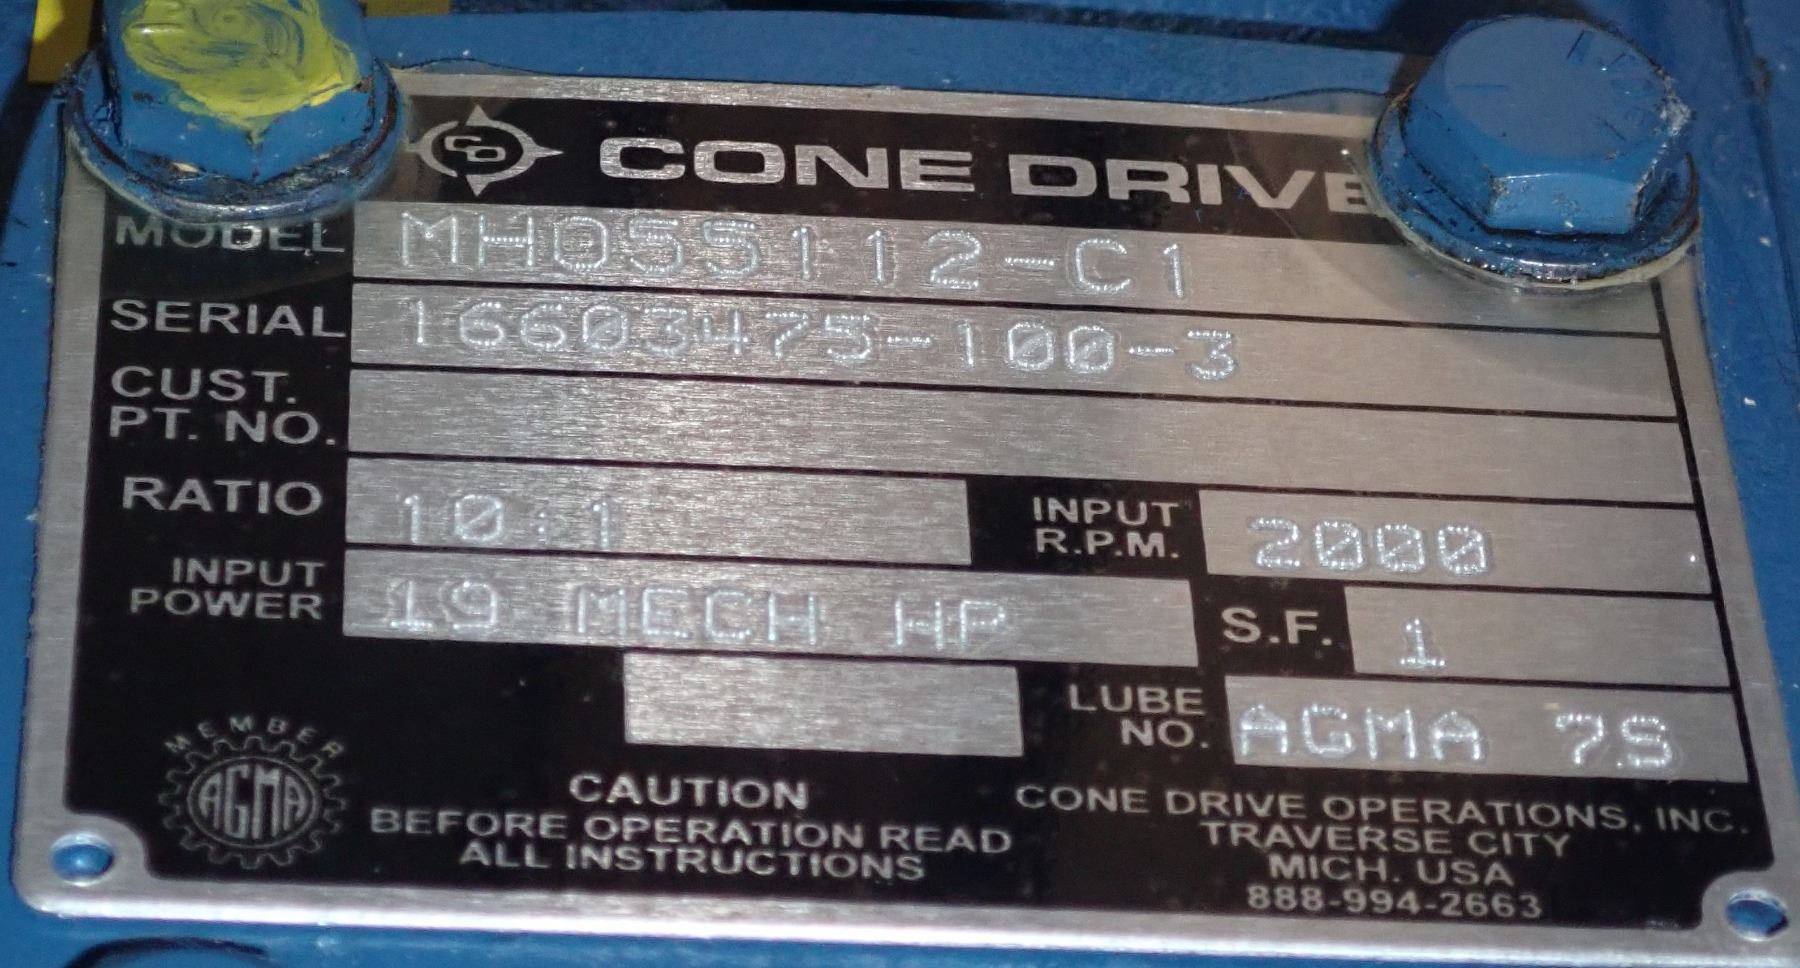 CD CONE DRIVE
MODEL MHO55112-C1
SERIAL 16603475-100-3
CUST.
PT. NO.
RATIO 10:1
INPUT
R.P.M. 2000
INPUT
POWER 19 MECH HP
S.F. 1
LUBE
NO. AGMA 7S
MEMBER
AGMA
CAUTION
BEFORE OPERATION READ
ALL INSTRUCTIONS
CONE DRIVE OPERATIONS, INC.
TRAVERSE CITY
MICH. USA
888-994-2663